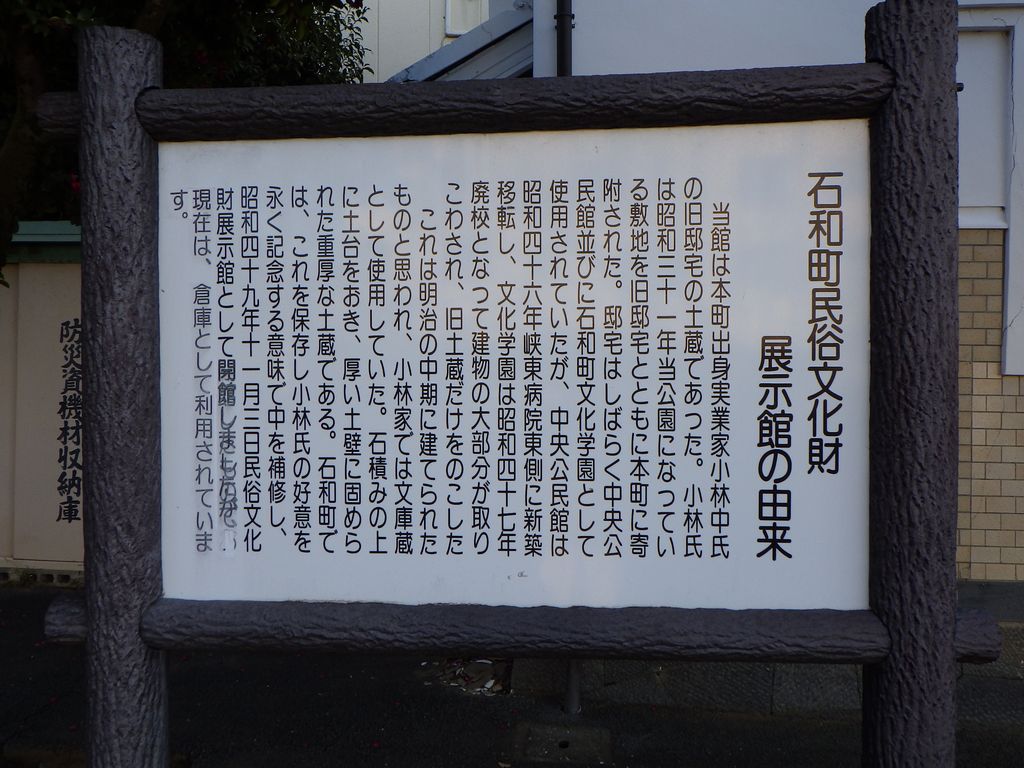 石和町民俗文化財
展示館の由来
当館は本町出身実業家小林中氏
の旧邸宅の土蔵であった。小林氏
は昭和三十一年当公園になってい
る敷地を旧邸宅とともに本町に寄
附された。邸宅はしばらく中央公
民館並びに石和町文化学園として
使用されていたが、中央公民館は
昭和四十六年峡東病院東側に新築
移転し、文化学園は昭和四十七年
廃校となって建物の大部分が取り
こわされ、旧土蔵だけをのこした
これは明治の中期に建てられた
ものと思われ、小林家では文庫蔵
として使用していた。石積みの上
に土台をおき、厚い土壁に固めら
れた重厚な土蔵である。石和町で
は、これを保存し小林氏の好意を
永く記念する意味で中を補修し、
昭和四十九年十一月三日民俗文化
財展示館として開館しましたが、
現在は、倉庫として利用されていま
す。
防災資機材収納庫